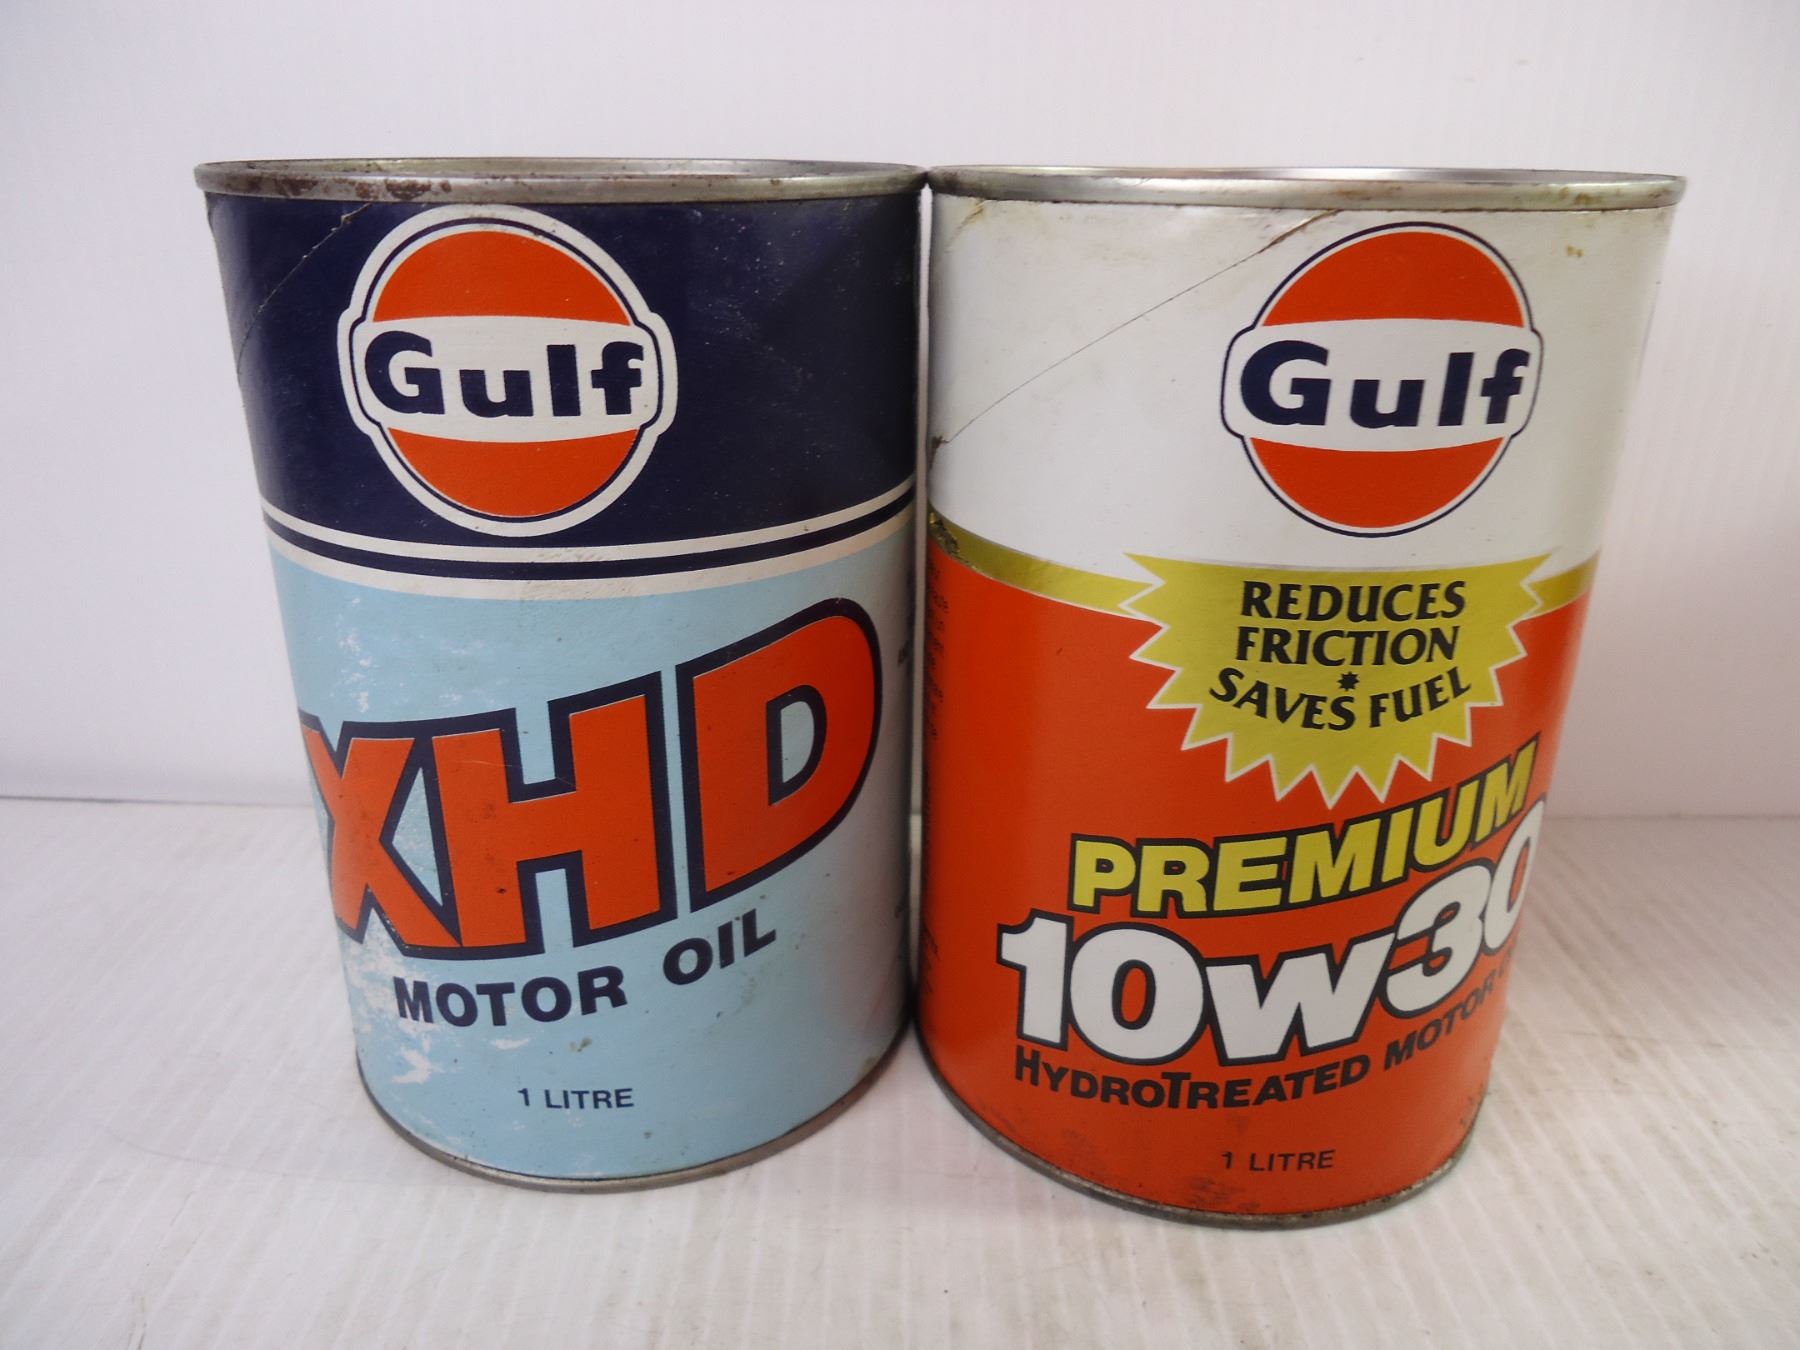 Gulf
XHD
MOTOR OIL
1 LITRE
Gulf
REDUCES
FRICTION
SAVES FUEL
PREMIUM
10W30
HYDROTREATED MOTOR
1 LITRE